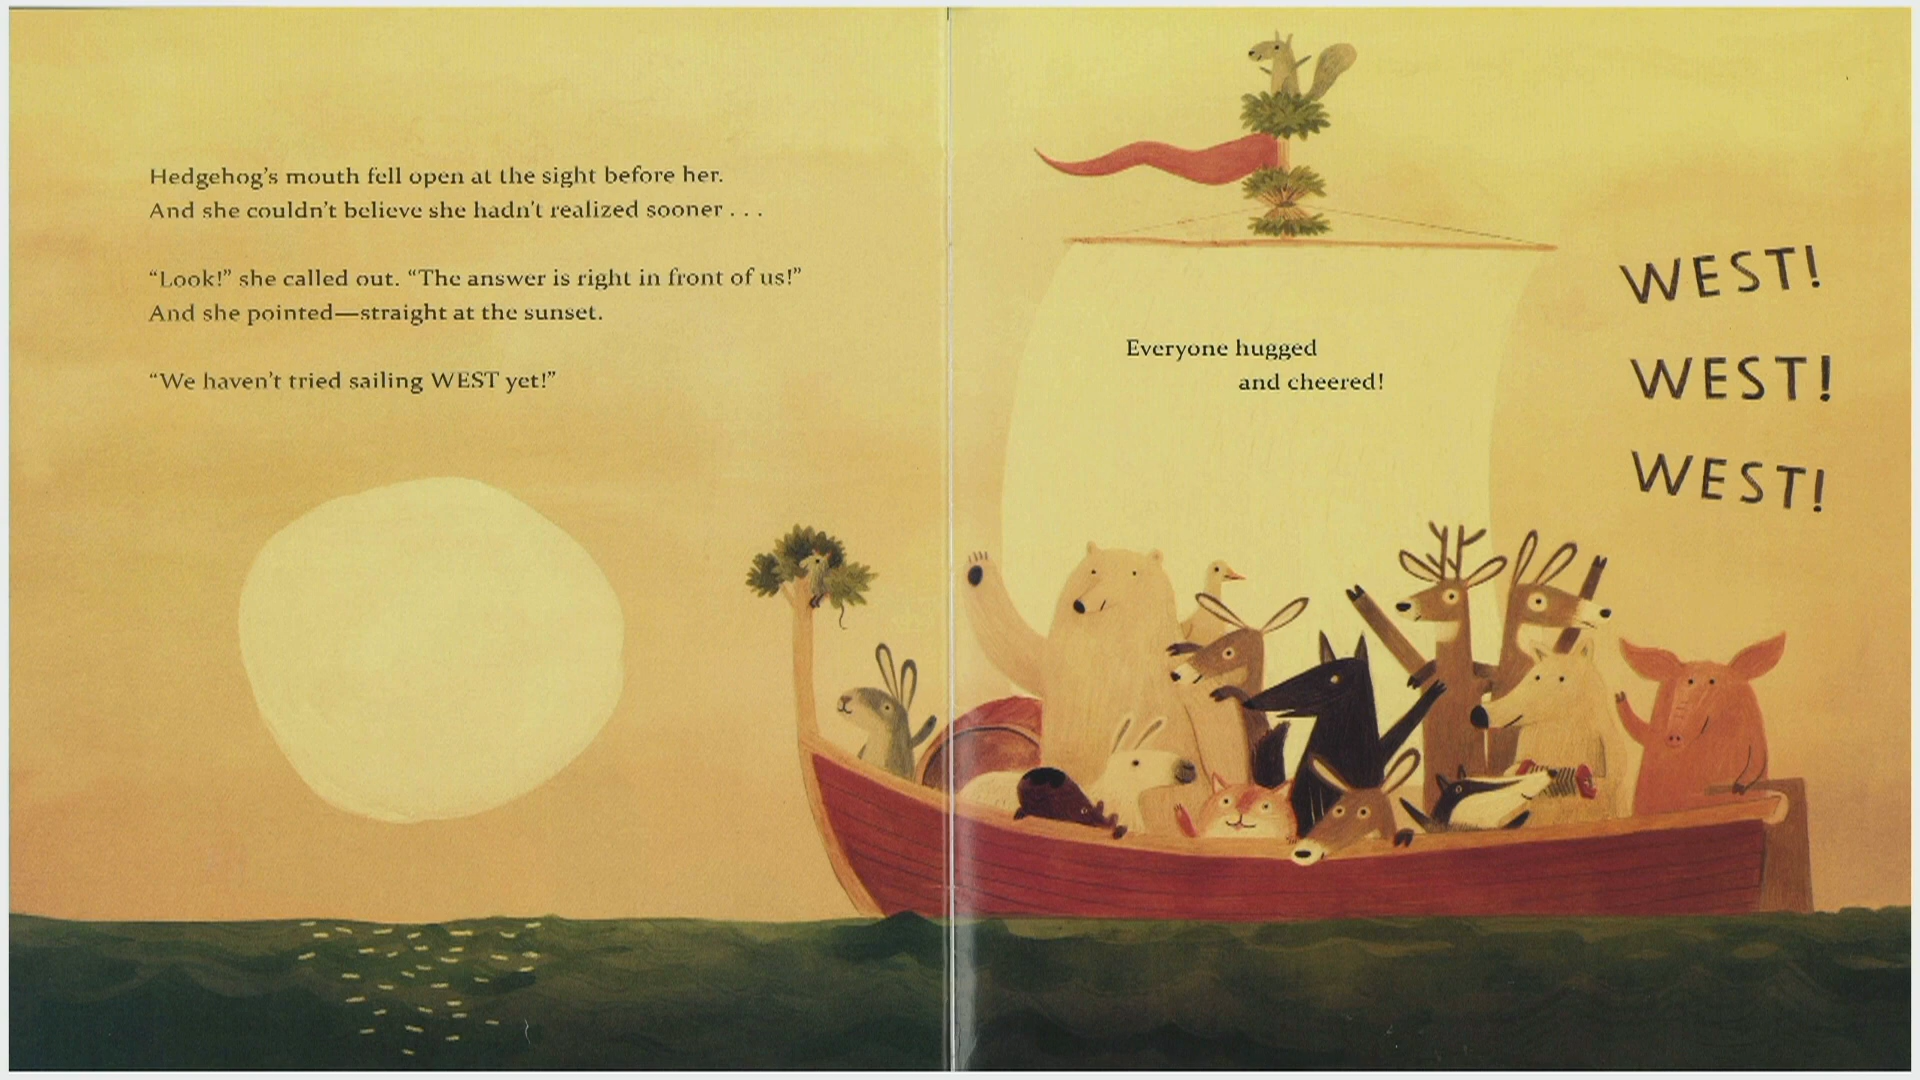 Hedgehog’s mouth fell open at the sight before her.
And she couldn’t believe she hadn’t realized sooner . . .
“Look!” she called out. “The answer is right in front of us!”
And she pointed—straight at the sunset.
“We haven’t tried sailing WEST yet!”
Everyone hugged
and cheered!
WEST!
WEST!
WEST!